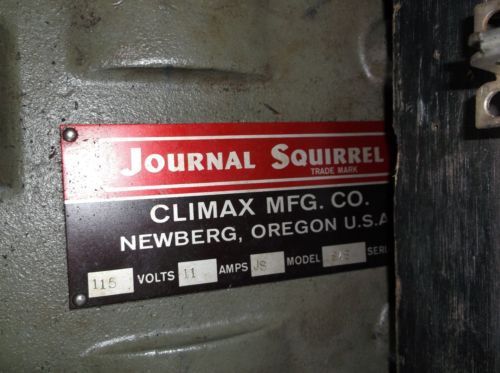 JOURNAL SQUIRREL
TRADE MARK
CLIMAX MFG. CO.
NEWBERG, OREGON U.S.A
115 VOLTS 11 AMPS JS MODEL SERI